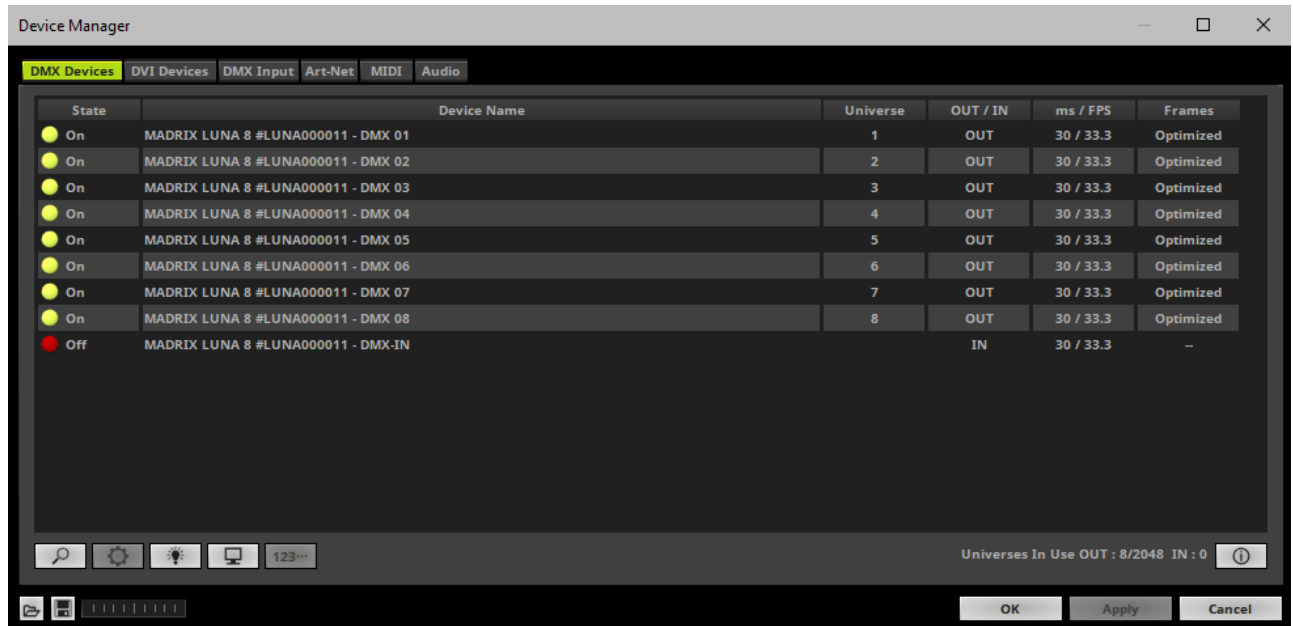 Device Manager
DMX Devices DVI Devices DMX Input Art-Net MIDI Audio
State Device Name Universe OUT / IN ms / FPS Frames
On MADRIX LUNA 8 #LUNA000011 - DMX 01 1 OUT 30 / 33.3 Optimized
On MADRIX LUNA 8 #LUNA000011 - DMX 02 2 OUT 30 / 33.3 Optimized
On MADRIX LUNA 8 #LUNA000011 - DMX 03 3 OUT 30 / 33.3 Optimized
On MADRIX LUNA 8 #LUNA000011 - DMX 04 4 OUT 30 / 33.3 Optimized
On MADRIX LUNA 8 #LUNA000011 - DMX 05 5 OUT 30 / 33.3 Optimized
On MADRIX LUNA 8 #LUNA000011 - DMX 06 6 OUT 30 / 33.3 Optimized
On MADRIX LUNA 8 #LUNA000011 - DMX 07 7 OUT 30 / 33.3 Optimized
On MADRIX LUNA 8 #LUNA000011 - DMX 08 8 OUT 30 / 33.3 Optimized
Off MADRIX LUNA 8 #LUNA000011 - DMX-IN IN 30 / 33.3 --
123... Universes In Use OUT : 8/2048 IN : 0
OK Apply Cancel